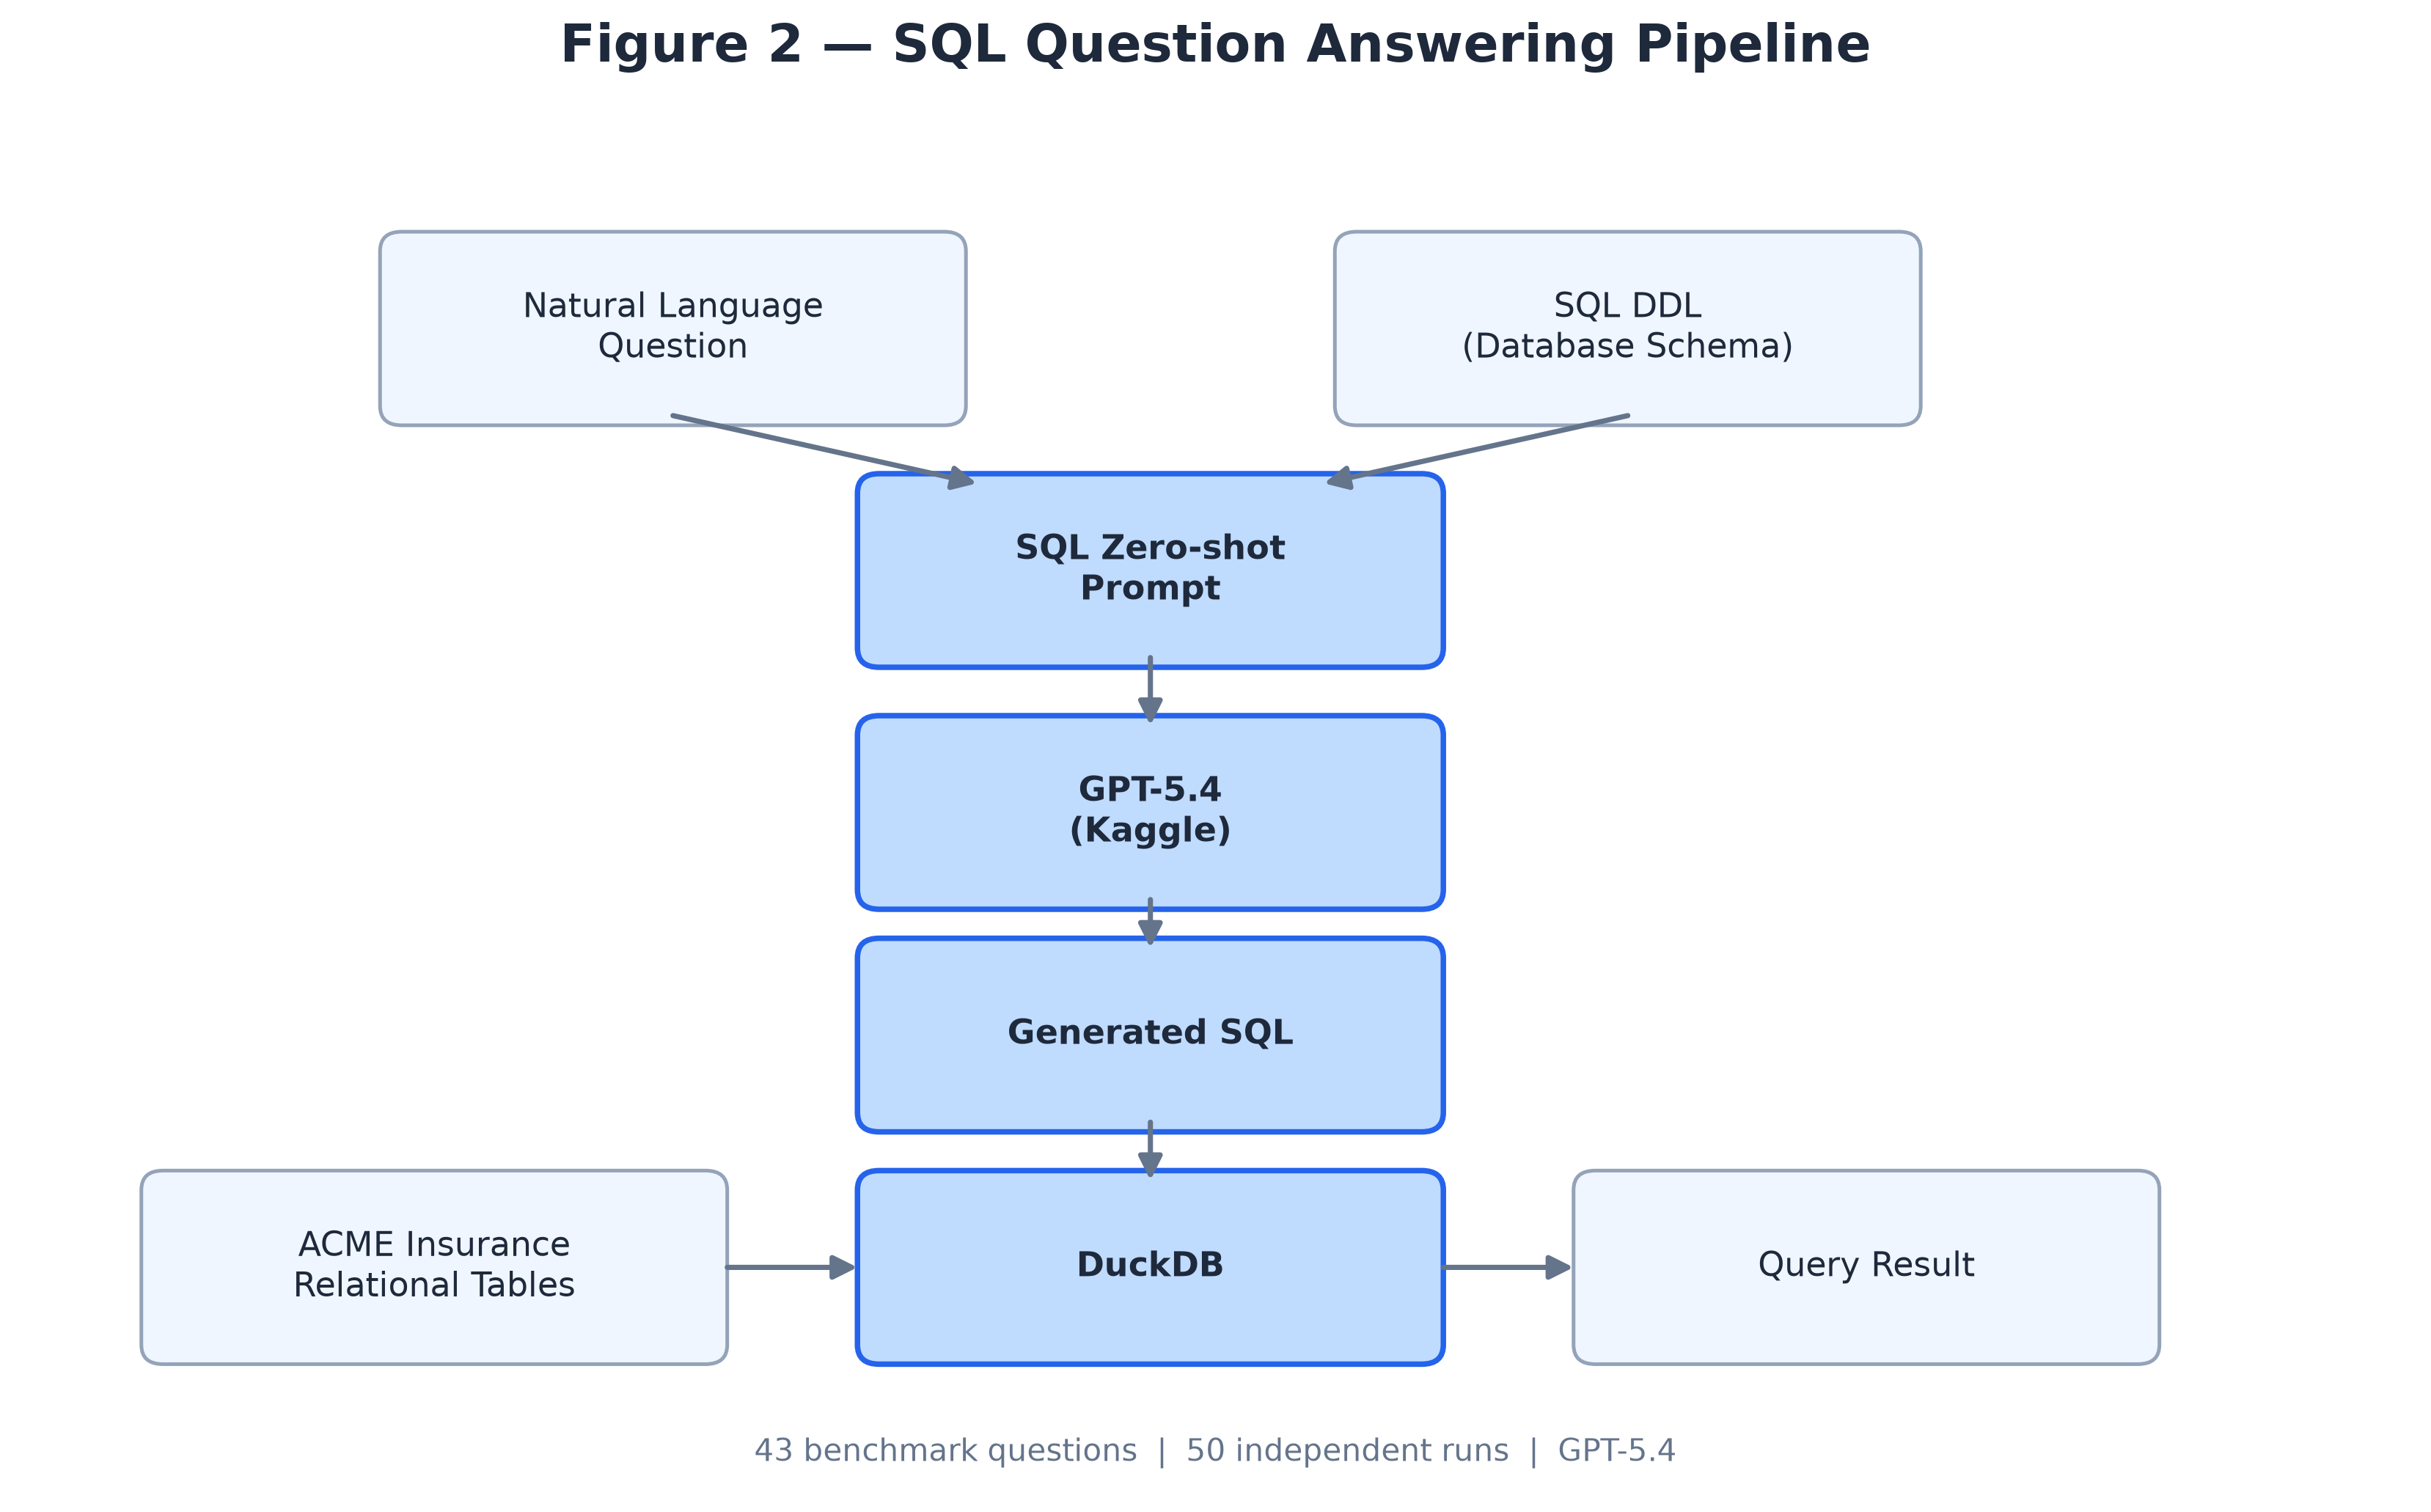 Figure 2 — SQL Question Answering Pipeline
Natural Language
Question
SQL DDL
(Database Schema)
SQL Zero-shot
Prompt
GPT-5.4
(Kaggle)
Generated SQL
ACME Insurance
Relational Tables
DuckDB
Query Result
43 benchmark questions | 50 independent runs | GPT-5.4